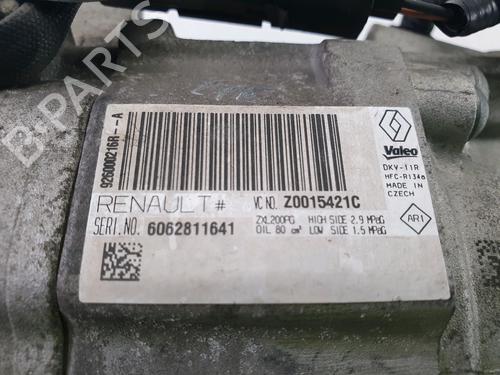 B-PARTS
926000216R--A
Valeo
DKV-11R
HFC-R134a
MADE IN
CZECH
RENAULT#
VC NO. Z0015421C
SERI.NO. 6062811641
ZXL200PG HIGH SIDE 2.9 MPaG
OIL 80 cm³ LOW SIDE 1.5 MPaG
AR1